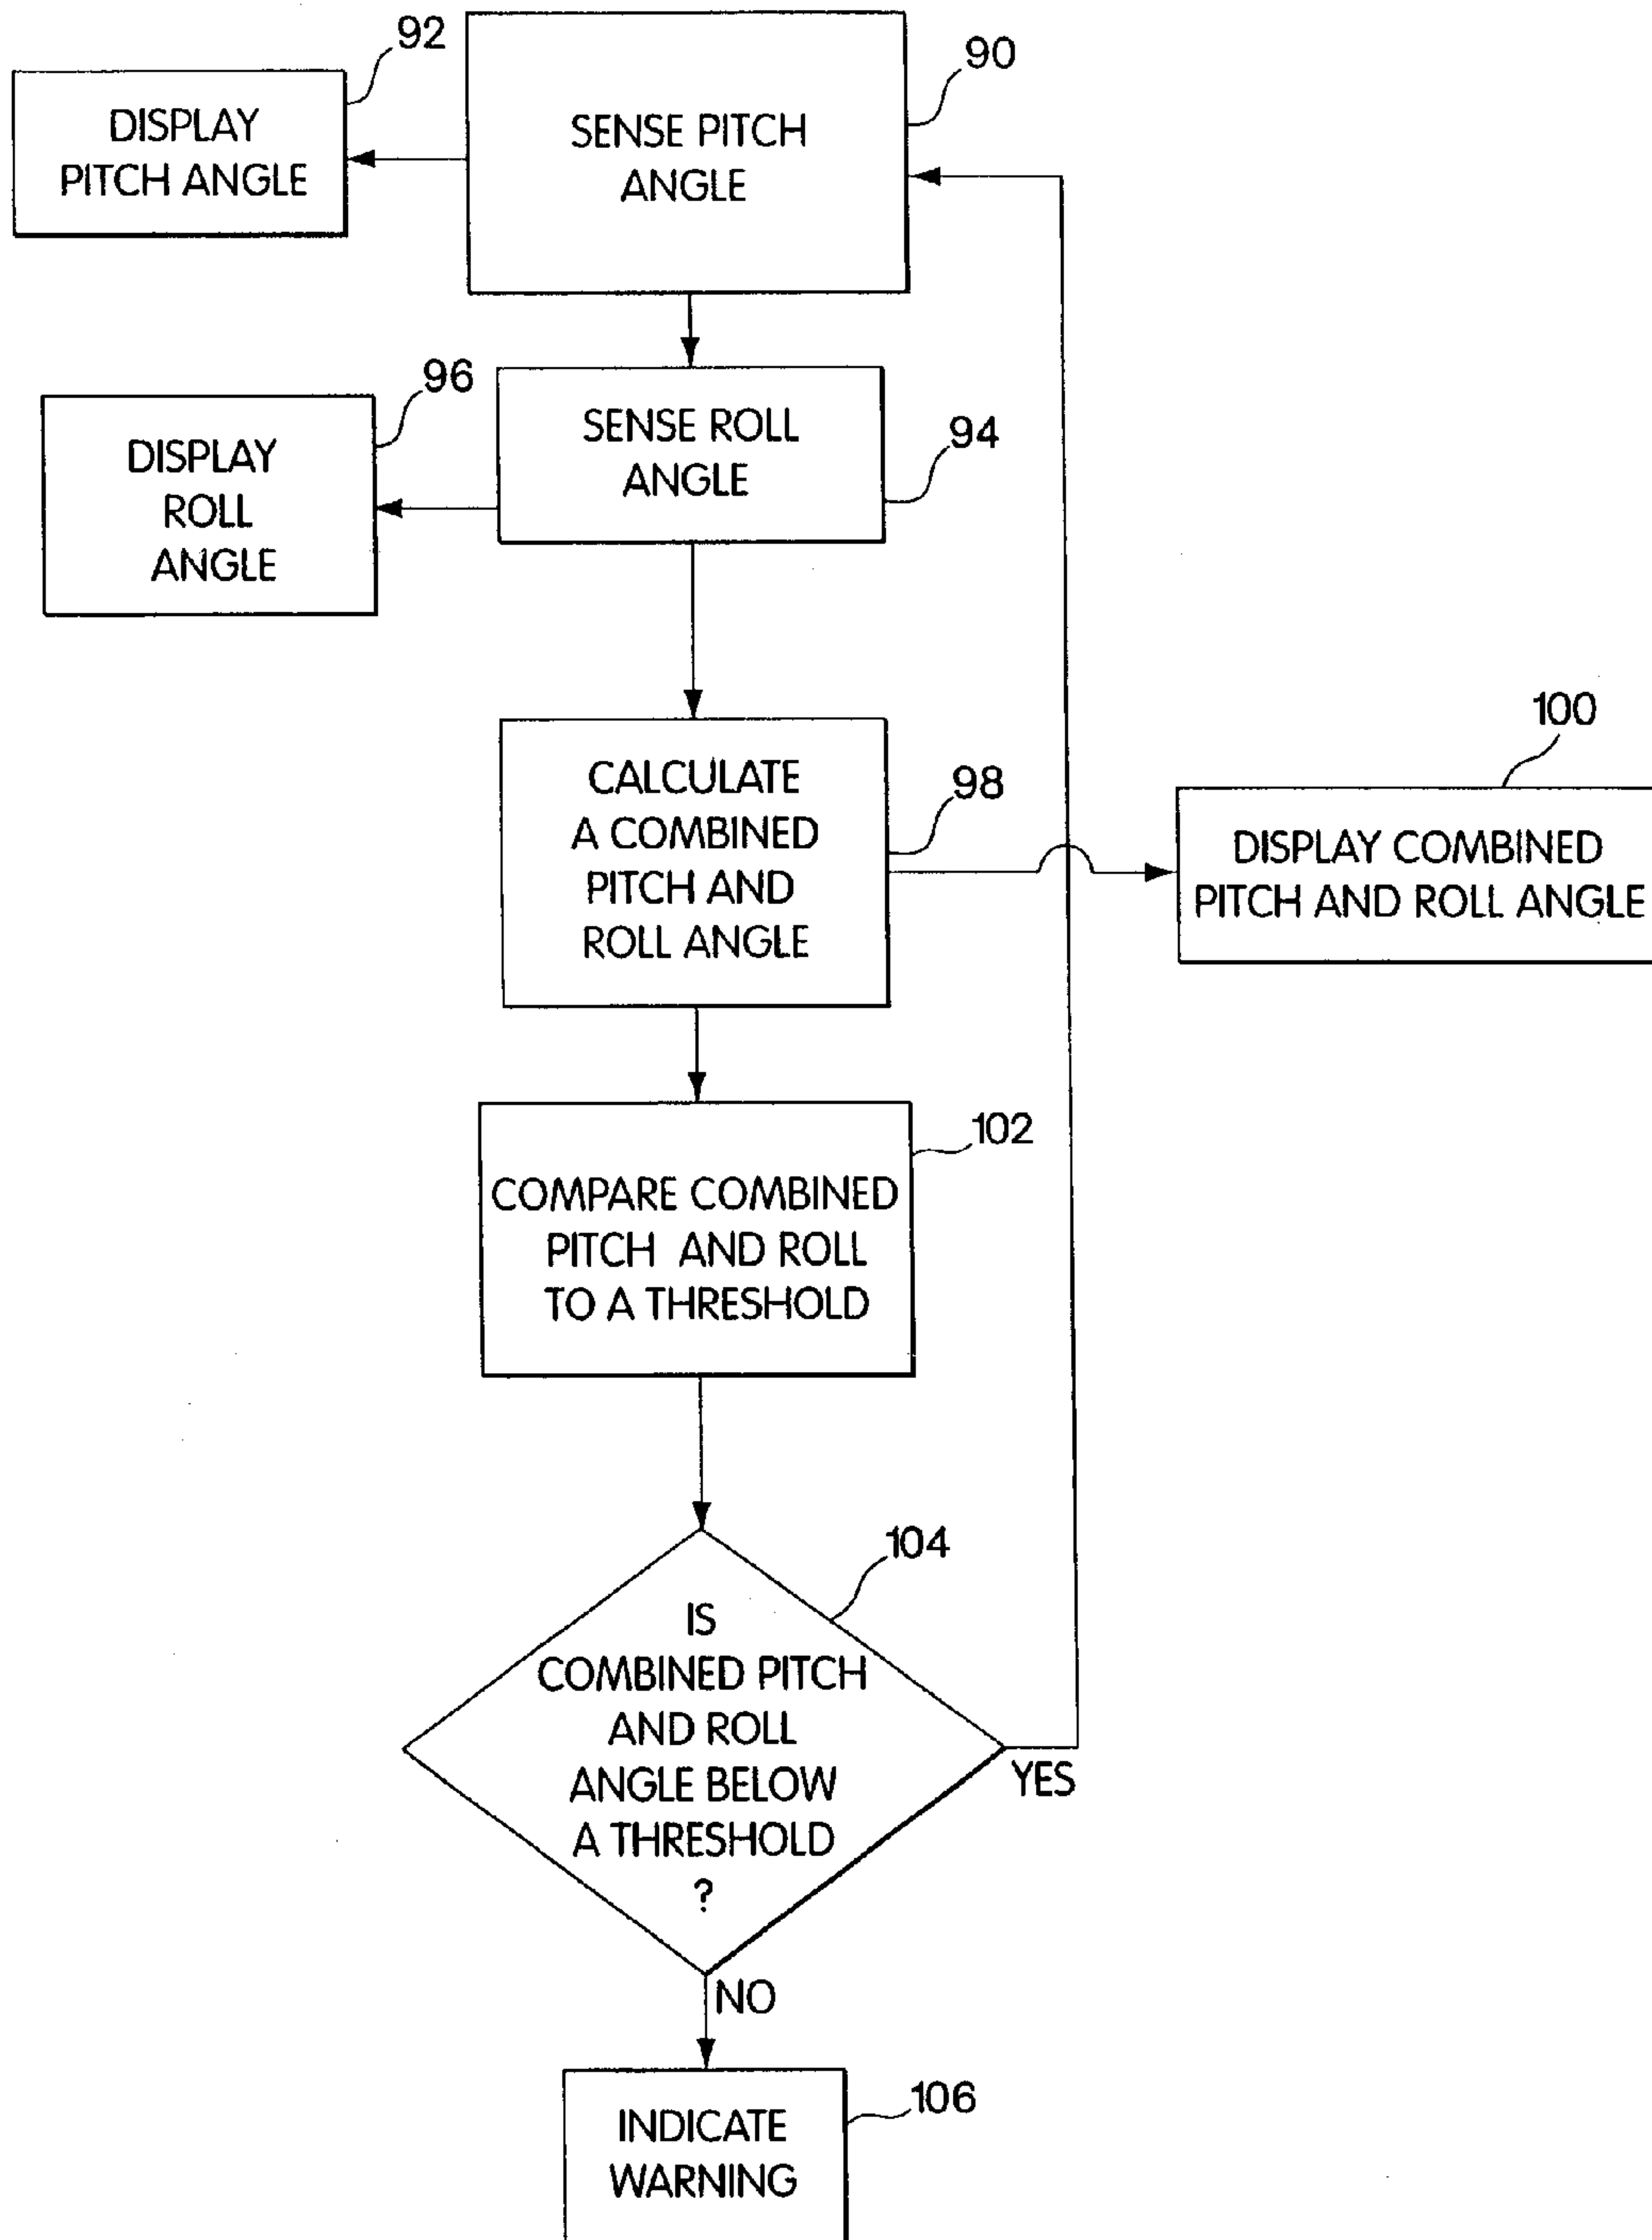 92
DISPLAY
PITCH ANGLE
90
SENSE PITCH
ANGLE
96
DISPLAY
ROLL
ANGLE
SENSE ROLL
ANGLE
94
CALCULATE
A COMBINED
PITCH AND
ROLL ANGLE
98
100
DISPLAY COMBINED
PITCH AND ROLL ANGLE
102
COMPARE COMBINED
PITCH AND ROLL
TO A THRESHOLD
104
IS
COMBINED PITCH
AND ROLL
ANGLE BELOW
A THRESHOLD
?
YES
NO
106
INDICATE
WARNING